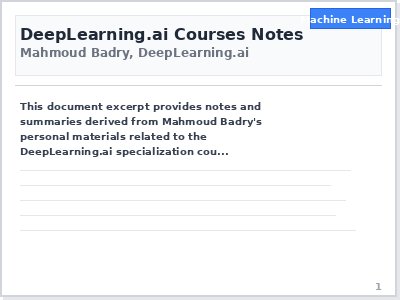 achine Learning
DeepLearning.ai Courses Notes
Mahmoud Badry, DeepLearning.ai
This document excerpt provides notes and
summaries derived from Mahmoud Badry's
personal materials related to the
DeepLearning.ai specialization cou...
1